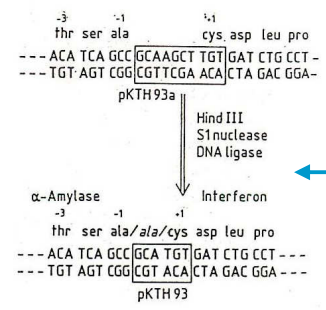 -3 -1 +1
thr ser ala cys asp leu pro
--- ACA TCA GCC GCAAGCT TGT GAT CTG CCT-
--- TGT AGT CGG CGTTCGA ACA CTA GAC GGA-
pKTH93a
Hind III
S1 nuclease
DNA ligase
α-Amylase Interferon
-3 -1 +1
thr ser ala/ala/cys asp leu pro
--- ACA TCA GCC GCA TGT GAT CTG CCT ---
--- TGT AGT CGG CGT ACA CTA GAC GGA ---
pKTH 93